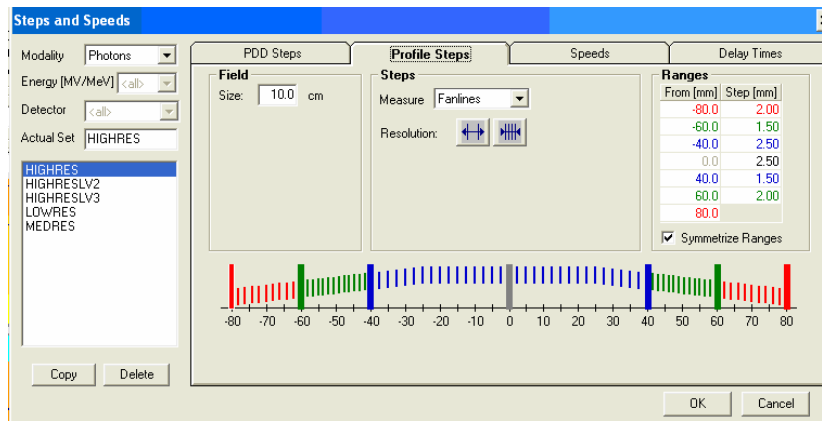 Steps and Speeds
Modality Photons
Energy [MV/MeV] <all>
Detector <all>
Actual Set HIGHRES
HIGHRES
HIGHRESLV2
HIGHRESLV3
LOWRES
MEDRES
Copy Delete
PDD Steps Profile Steps Speeds Delay Times
Field
Size: 10.0 cm
Steps
Measure Fanlines
Resolution:
Ranges
From [mm] Step [mm]
-80.0 2.00
-60.0 1.50
-40.0 2.50
0.0 2.50
40.0 1.50
60.0 2.00
80.0
Symmetrize Ranges
-80 -70 -60 -50 -40 -30 -20 -10 0 10 20 30 40 50 60 70 80
OK Cancel